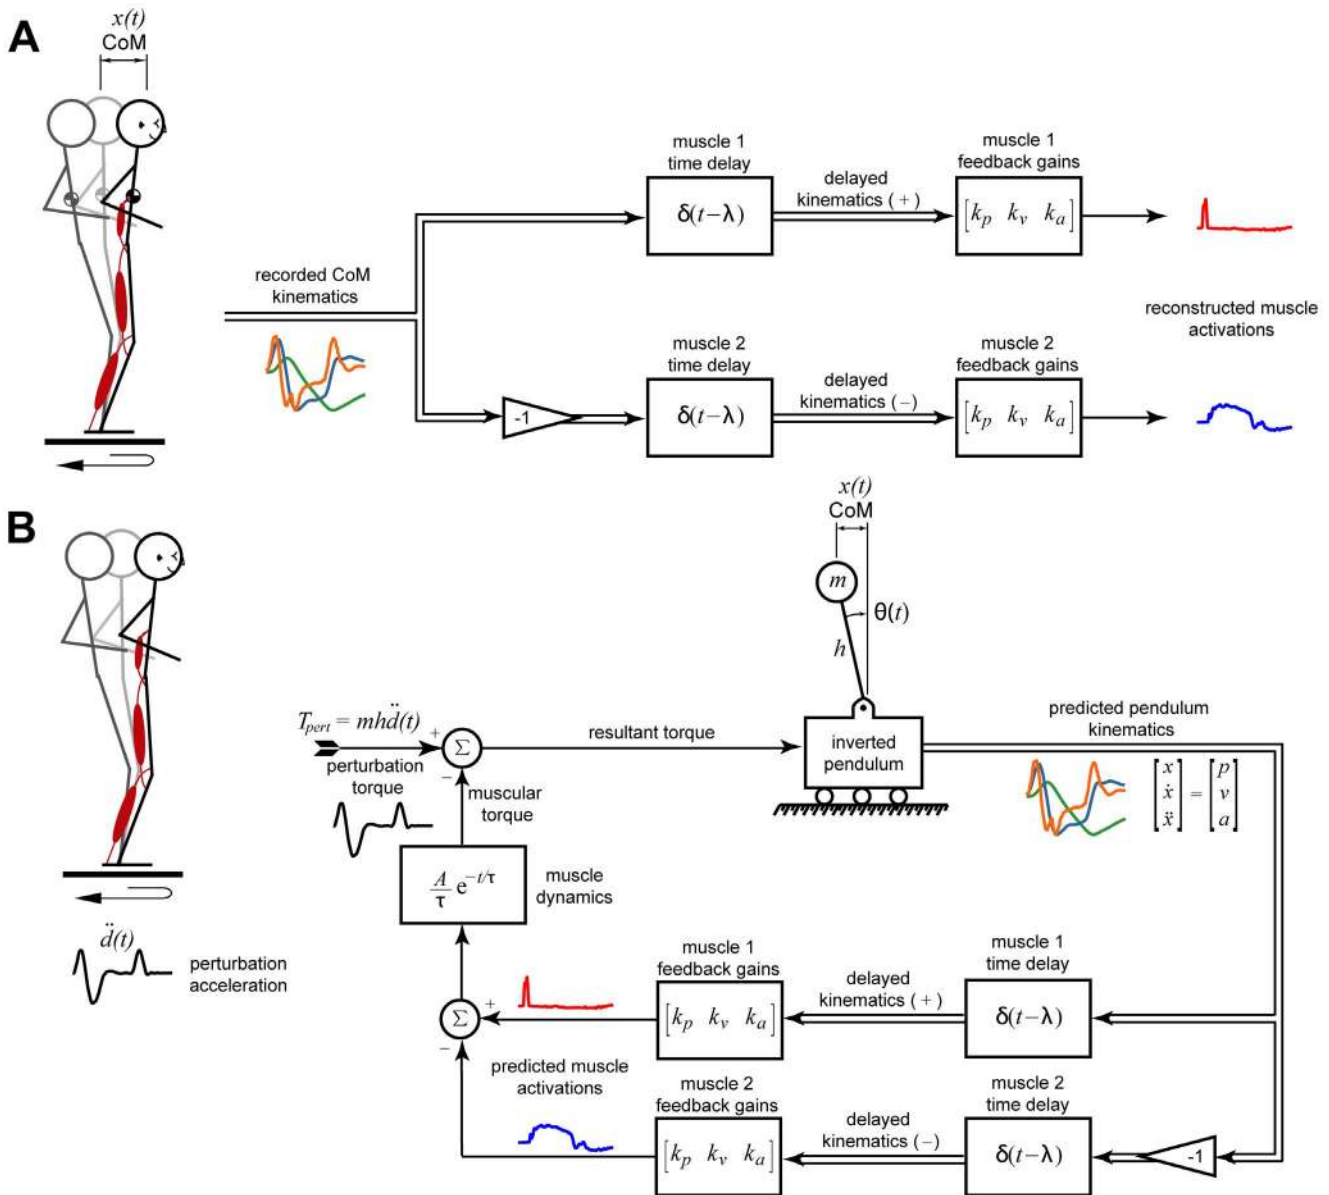 A
x(t)
CoM
muscle 1
time delay
δ(t−λ)
delayed
kinematics (+)
muscle 1
feedback gains
[kp kv ka]
recorded CoM
kinematics
reconstructed muscle
activations
-1
muscle 2
time delay
δ(t−λ)
delayed
kinematics (−)
muscle 2
feedback gains
[kp kv ka]
B
x(t)
CoM
m
θ(t)
h
Tpert = mhd̈(t)
+
Σ
−
perturbation
torque
muscular
torque
resultant torque
inverted
pendulum
predicted pendulum
kinematics
[x ẋ ẍ] = [p v a]
A/τ e−t/τ
muscle
dynamics
d̈(t)
perturbation
acceleration
+
Σ
−
muscle 1
feedback gains
[kp kv ka]
delayed
kinematics (+)
muscle 1
time delay
δ(t−λ)
predicted muscle
activations
muscle 2
feedback gains
[kp kv ka]
delayed
kinematics (−)
muscle 2
time delay
δ(t−λ)
-1